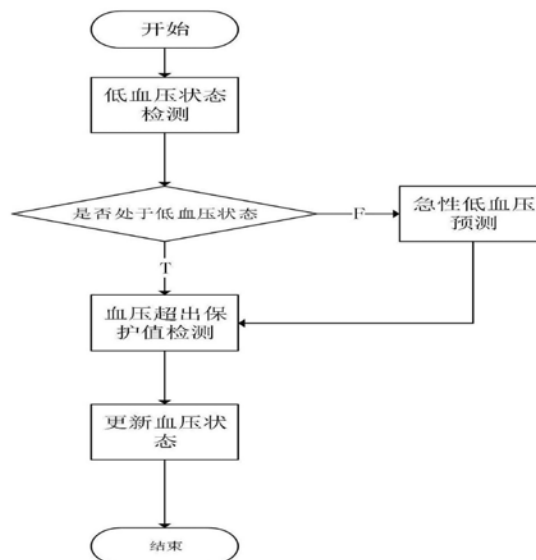 开始
低血压状态
检测
是否处于低血压状态
F
急性低血压
预测
T
血压超出保
护值检测
更新血压状
态
结束